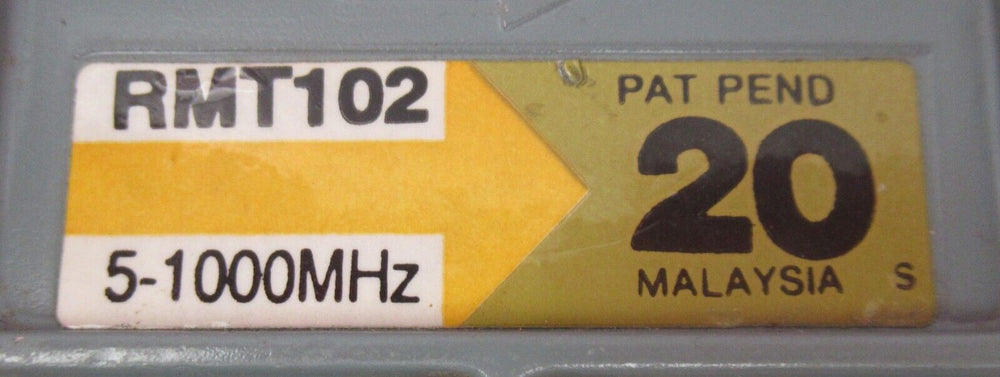 RMT102
5-1000MHz
PAT PEND
20
MALAYSIA
S